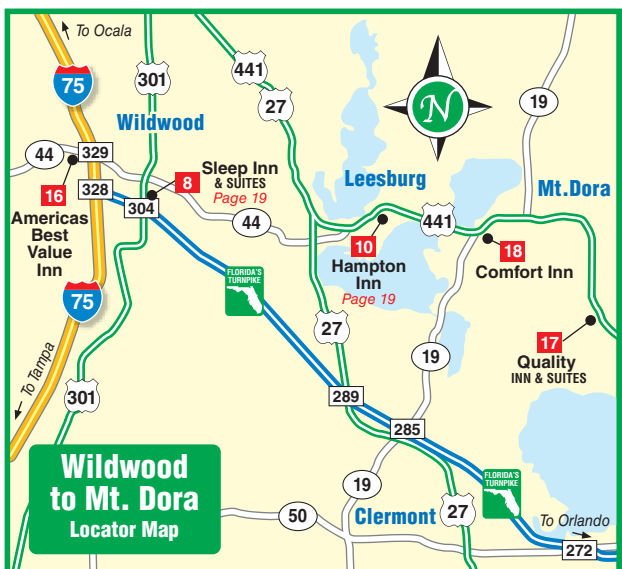 To Ocala
75
301
441
27
19
N
Wildwood
44
329
16
328
304
8
Sleep Inn
& SUITES
Page 19
Americas
Best
Value
Inn
44
Leesburg
Mt.Dora
441
10
Hampton
Inn
Page 19
18
Comfort Inn
FLORIDA'S
TURNPIKE
75
27
19
17
Quality
INN & SUITES
To Tampa
301
289
285
Wildwood
to Mt. Dora
Locator Map
19
50
Clermont
27
FLORIDA'S
TURNPIKE
To Orlando
272